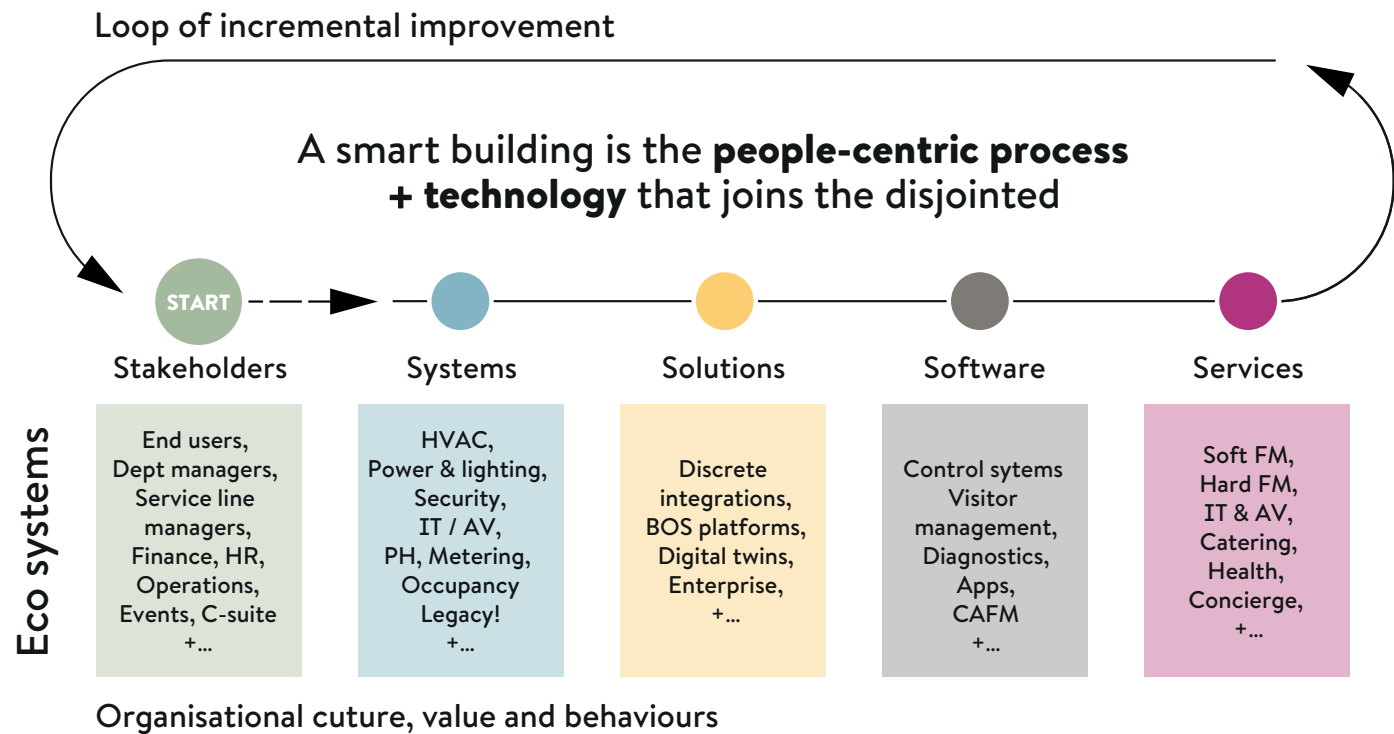 Loop of incremental improvement
A smart building is the people-centric process
+ technology that joins the disjointed
START
Stakeholders
Systems
Solutions
Software
Services
Eco systems
End users,
Dept managers,
Service line
managers,
Finance, HR,
Operations,
Events, C-suite
+...
HVAC,
Power & lighting,
Security,
IT / AV,
PH, Metering,
Occupancy
Legacy!
+...
Discrete
integrations,
BOS platforms,
Digital twins,
Enterprise,
+...
Control sytems
Visitor
management,
Diagnostics,
Apps,
CAFM
+...
Soft FM,
Hard FM,
IT & AV,
Catering,
Health,
Concierge,
+...
Organisational cuture, value and behaviours